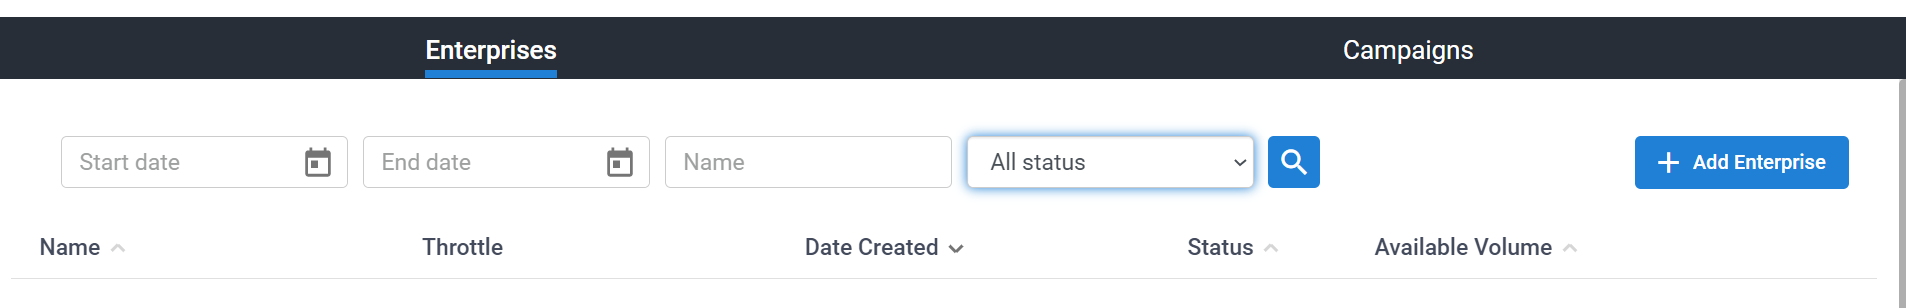 Enterprises Campaigns
Start date End date Name All status Add Enterprise
Name Throttle Date Created Status Available Volume